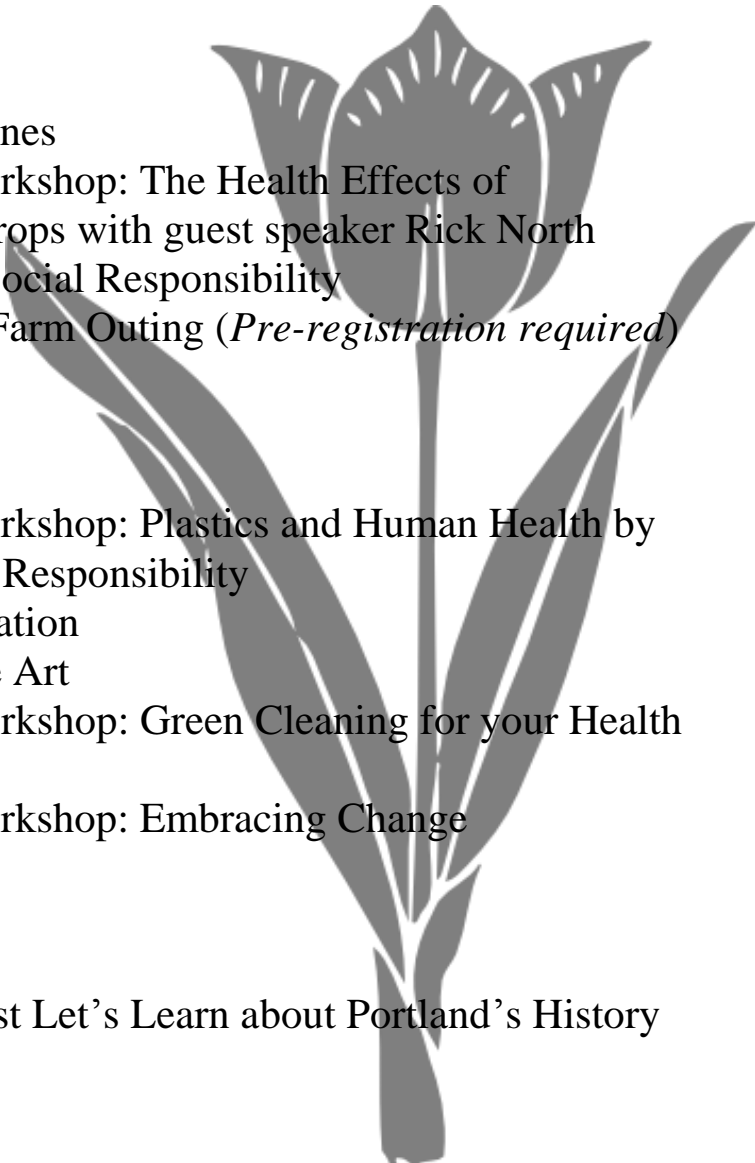 nes
rkshop: The Health Effects of
rops with guest speaker Rick North
ocial Responsibility
Farm Outing (Pre-registration required)
rkshop: Plastics and Human Health by
Responsibility
ation
e Art
rkshop: Green Cleaning for your Health
rkshop: Embracing Change
st Let’s Learn about Portland’s History